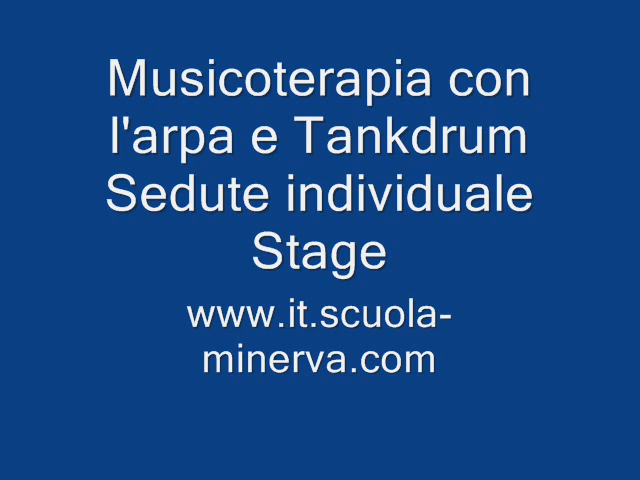 Musicoterapia con
l'arpa e Tankdrum
Sedute individuale
Stage
www.it.scuola-
minerva.com